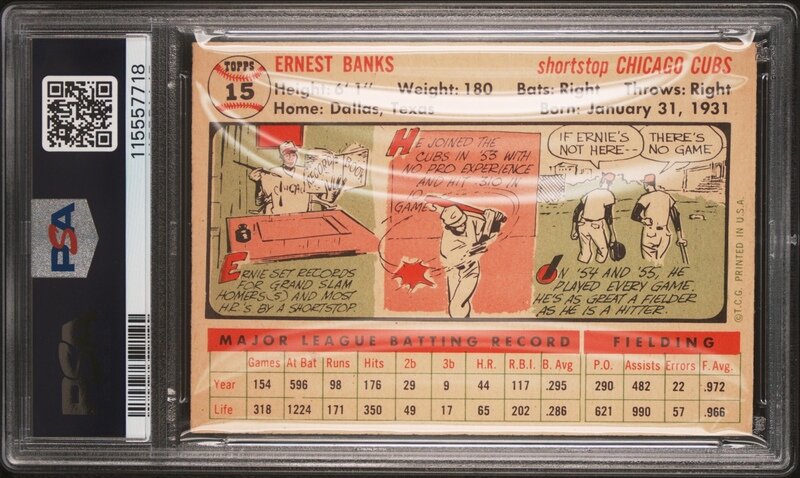 115557718
PSA
PSA
TOPPS
15
ERNEST BANKS shortstop CHICAGO CUBS
Height: 6' 1" Weight: 180 Bats: Right Throws: Right
Home: Dallas, Texas Born: January 31, 1931
ERNIE SET RECORDS
FOR GRAND SLAM
HOMERS (5) AND MOST
H.R.'S BY A SHORTSTOP.
HE JOINED THE
CUBS IN '53 WITH
NO PRO EXPERIENCE
AND HIT .310 IN
10
GAMES
IF ERNIE'S
NOT HERE--
THERE'S
NO GAME
IN '54 AND '55, HE
PLAYED EVERY GAME.
HE'S AS GREAT A FIELDER
AS HE IS A HITTER.
©T.C.G. PRINTED IN U.S.A.
MAJOR LEAGUE BATTING RECORD FIELDING
Games At Bat Runs Hits 2b 3b H.R. R.B.I. B. Avg P.O. Assists Errors F. Avg.
Year 154 596 98 176 29 9 44 117 .295 290 482 22 .972
Life 318 1224 171 350 49 17 65 202 .286 621 990 57 .966